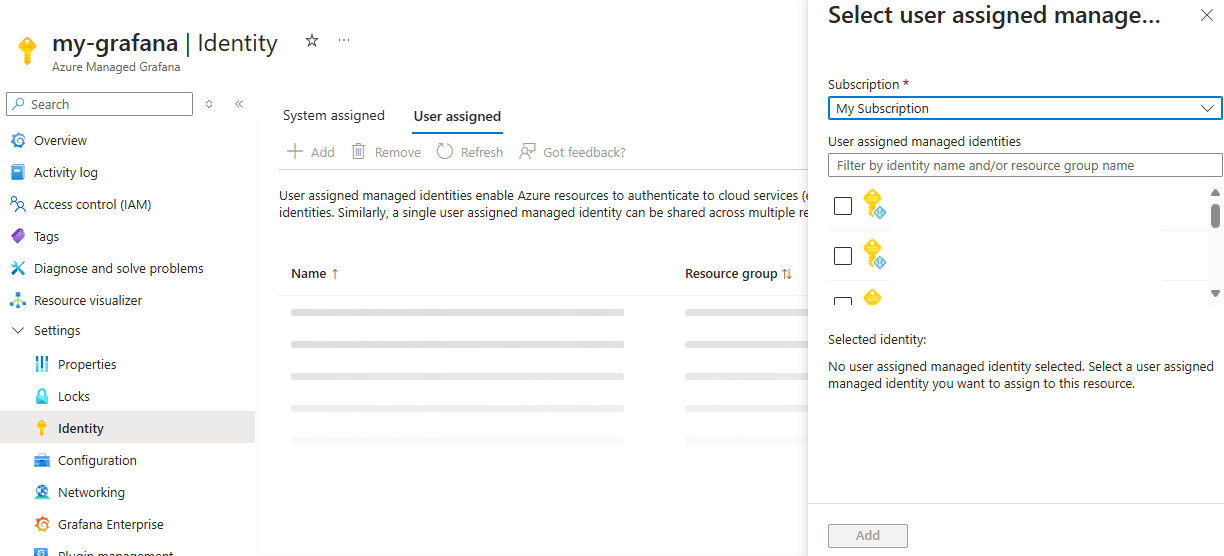 my-grafana | Identity
Azure Managed Grafana
Search
Overview
Activity log
Access control (IAM)
Tags
Diagnose and solve problems
Resource visualizer
Settings
Properties
Locks
Identity
Configuration
Networking
Grafana Enterprise
Plugin management
System assigned
User assigned
Add
Remove
Refresh
Got feedback?
User assigned managed identities enable Azure resources to authenticate to cloud services (
identities. Similarly, a single user assigned managed identity can be shared across multiple re
Name ↑
Resource group ↑↓
Select user assigned manage...
Subscription *
My Subscription
User assigned managed identities
Filter by identity name and/or resource group name
Selected identity:
No user assigned managed identity selected. Select a user assigned
managed identity you want to assign to this resource.
Add